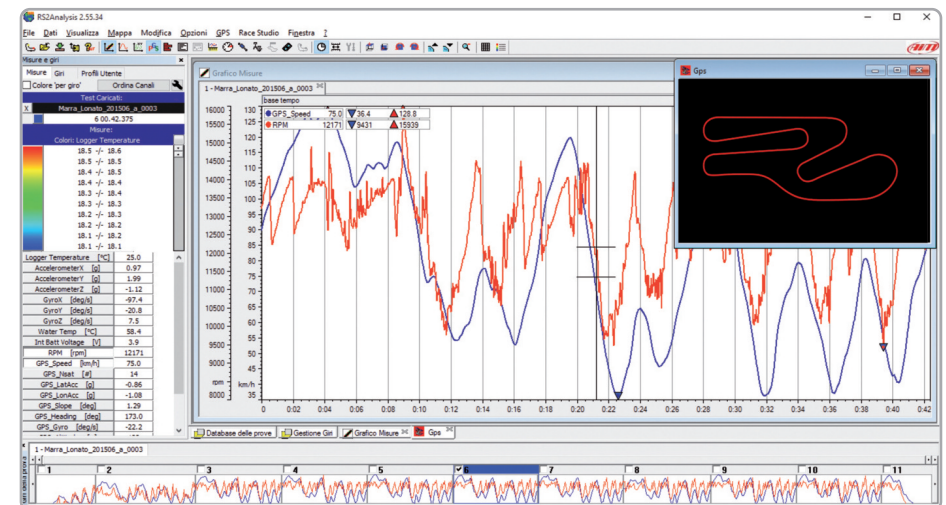 RS2Analysis 2.55.34
File Dati Visualizza Mappa Modifica Opzioni GPS Race Studio Finestra ?
AIM
Misure e giri
Misure Giri Profili Utente
Colore 'per giro' Ordina Canali
Test Caricati:
X Marra_Lonato_201506_a_0003
6 00.42.375
Misure:
Colori: Logger Temperature
18.5 -/- 18.6
18.5 -/- 18.5
18.4 -/- 18.5
18.4 -/- 18.4
18.3 -/- 18.4
18.3 -/- 18.3
18.2 -/- 18.3
18.2 -/- 18.2
18.1 -/- 18.2
18.1 -/- 18.1
Logger Temperature [°C] 25.0
AccelerometerX [g] 0.97
AccelerometerY [g] 1.99
AccelerometerZ [g] -1.12
GyroX [deg/s] -97.4
GyroY [deg/s] -20.8
GyroZ [deg/s] 7.5
Water Temp [°C] 58.4
Int Batt Voltage [V] 3.9
RPM [rpm] 12171
GPS_Speed [km/h] 75.0
GPS_Nsat [#] 14
GPS_LatAcc [g] -0.86
GPS_LonAcc [g] -1.08
GPS_Slope [deg] 1.29
GPS_Heading [deg] 173.0
GPS_Gyro [deg/s] -22.2
Grafico Misure
1 - Marra_Lonato_201506_a_0003
base tempo
GPS_Speed 75.0 36.4 128.8
RPM 12171 9431 15939
16000
15500
15000
14500
14000
13500
13000
12500
12000
11500
11000
10500
10000
9500
9000
rpm
8000
130
125
120
115
110
105
100
95
90
85
80
75
70
65
60
55
50
45
km/h
35
0 0:02 0:04 0:06 0:08 0:10 0:12 0:14 0:16 0:18 0:20 0:22 0:24 0:26 0:28 0:30 0:32 0:34 0:36 0:38 0:40 0:42
Gps
Database delle prove Gestione Giri Grafico Misure Gps
1 - Marra_Lonato_201506_a_0003
1 2 3 4 5 6 7 8 9 10 11